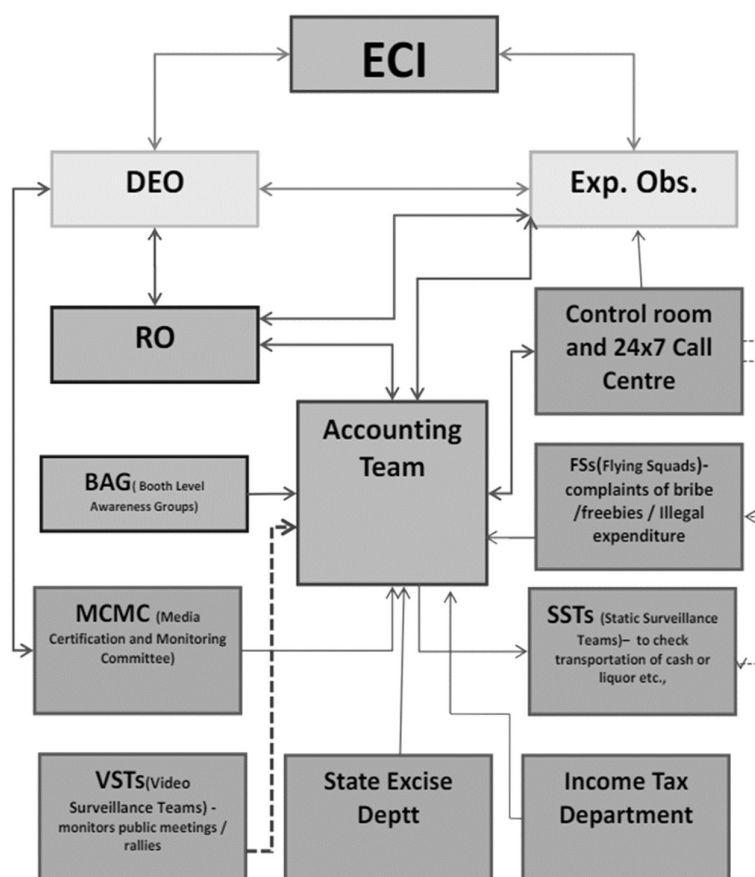 ECI
DEO
Exp. Obs.
RO
Control room
and 24x7 Call
Centre
Accounting
Team
BAG( Booth Level
Awareness Groups)
FSs(Flying Squads)-
complaints of bribe
/freebies / Illegal
expenditure
MCMC (Media
Certification and Monitoring
Committee)
SSTs (Static Surveillance
Teams)– to check
transportation of cash or
liquor etc.,
VSTs(Video
Surveillance Teams) -
monitors public meetings /
rallies
State Excise
Deptt
Income Tax
Department